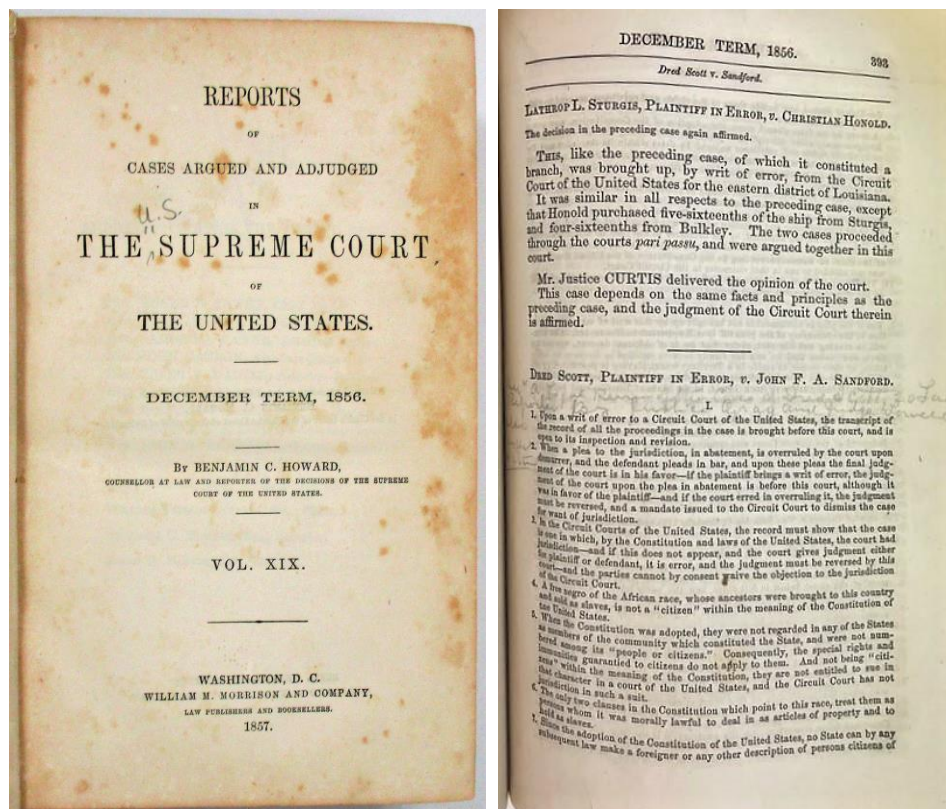 REPORTS
OF
CASES ARGUED AND ADJUDGED
IN
U.S.
THE SUPREME COURT
OF
THE UNITED STATES.
DECEMBER TERM, 1856.
By BENJAMIN C. HOWARD,
COUNSELLOR AT LAW AND REPORTER OF THE DECISIONS OF THE SUPREME
COURT OF THE UNITED STATES.
VOL. XIX.
WASHINGTON, D. C.
WILLIAM M. MORRISON AND COMPANY,
LAW PUBLISHERS AND BOOKSELLERS.
1857.
DECEMBER TERM, 1856. 393
Dred Scott v. Sandford.
LATHROP L. STURGIS, PLAINTIFF IN ERROR, v. CHRISTIAN HONOLD.
The decision in the preceding case again affirmed.
THIS, like the preceding case, of which it constituted a
branch, was brought up, by writ of error, from the Circuit
Court of the United States for the eastern district of Louisiana.
It was similar in all respects to the preceding case, except
that Honold purchased five-sixteenths of the ship from Sturgis,
and four-sixteenths from Bulkley. The two cases proceeded
through the courts pari passu, and were argued together in this
court.
Mr. Justice CURTIS delivered the opinion of the court.
This case depends on the same facts and principles as the
preceding case, and the judgment of the Circuit Court therein
is affirmed.
DRED SCOTT, PLAINTIFF IN ERROR, v. JOHN F. A. SANDFORD.
I.
1. Upon a writ of error to a Circuit Court of the United States, the transcript of
the record of all the proceedings in the case is brought before this court, and is
open to its inspection and revision.
2. When a plea to the jurisdiction, in abatement, is overruled by the court upon
demurrer, and the defendant pleads in bar, and upon these pleas the final judg-
ment of the court is in his favor—if the plaintiff brings a writ of error, the judg-
ment of the court upon the plea in abatement is before this court, although it
was in favor of the plaintiff—and if the court erred in overruling it, the judgment
must be reversed, and a mandate issued to the Circuit Court to dismiss the case
for want of jurisdiction.
3. In the Circuit Courts of the United States, the record must show that the case
is one in which, by the Constitution and laws of the United States, the court had
jurisdiction—and if this does not appear, and the court gives judgment either
for plaintiff or defendant, it is error, and the judgment must be reversed by this
court—and the parties cannot by consent waive the objection to the jurisdiction
of the Circuit Court.
4. A free negro of the African race, whose ancestors were brought to this country
and sold as slaves, is not a "citizen" within the meaning of the Constitution of
the United States.
5. When the Constitution was adopted, they were not regarded in any of the States
as members of the community which constituted the State, and were not num-
bered among its "people or citizens." Consequently, the special rights and
immunities guarantied to citizens do not apply to them. And not being "citi-
zens" within the meaning of the Constitution, they are not entitled to sue in
that character in a court of the United States, and the Circuit Court has not
jurisdiction in such a suit.
6. The only two clauses in the Constitution which point to this race, treat them as
persons whom it was morally lawful to deal in as articles of property and to
hold as slaves.
7. Since the adoption of the Constitution of the United States, no State can by any
subsequent law make a foreigner or any other description of persons citizens of